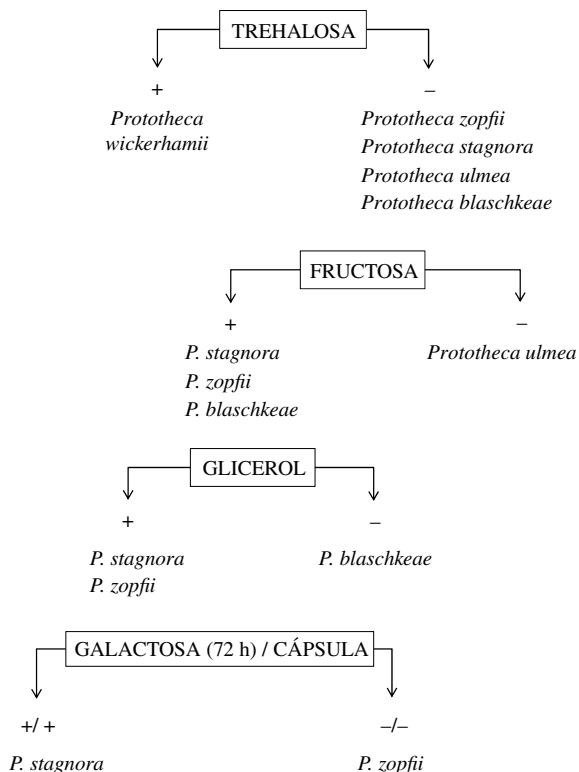 TREHALOSA
+
–
Prototheca
wickerhamii
Prototheca zopfii
Prototheca stagnora
Prototheca ulmea
Prototheca blaschkeae
FRUCTOSA
+
–
P. stagnora
P. zopfii
P. blaschkeae
Prototheca ulmea
GLICEROL
+
–
P. stagnora
P. zopfii
P. blaschkeae
GALACTOSA (72 h) / CÁPSULA
+/ +
–/–
P. stagnora
P. zopfii